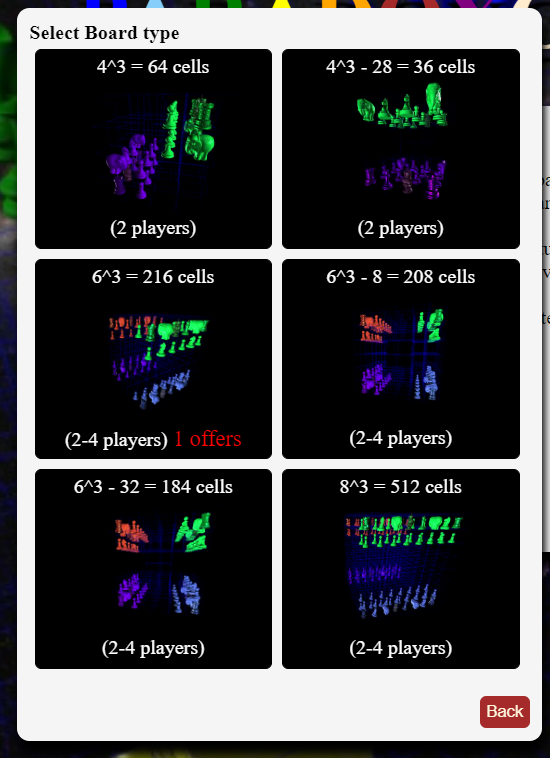 Select Board type
4^3 = 64 cells
4^3 - 28 = 36 cells
(2 players)
(2 players)
6^3 = 216 cells
6^3 - 8 = 208 cells
(2-4 players) 1 offers
(2-4 players)
6^3 - 32 = 184 cells
8^3 = 512 cells
(2-4 players)
(2-4 players)
Back